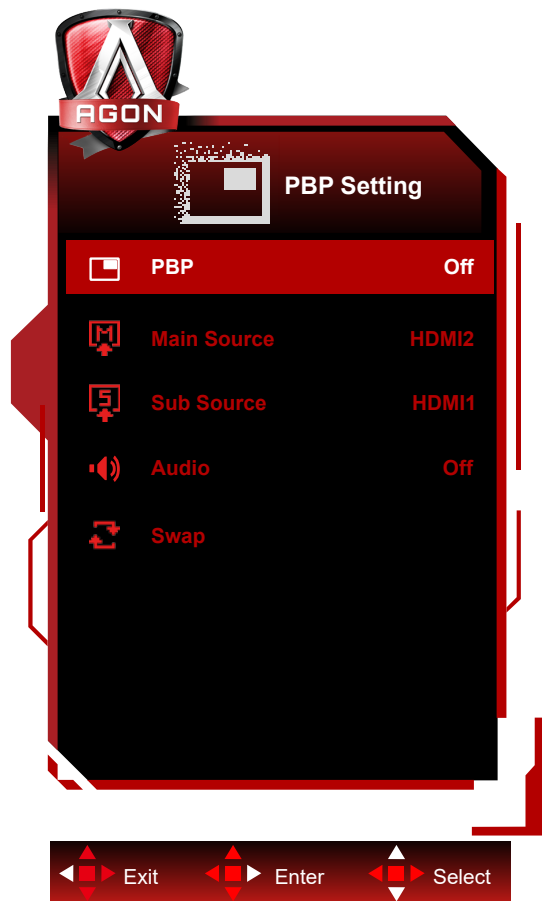 AGON
PBP Setting
PBP Off
Main Source HDMI2
Sub Source HDMI1
Audio Off
Swap
Exit Enter Select